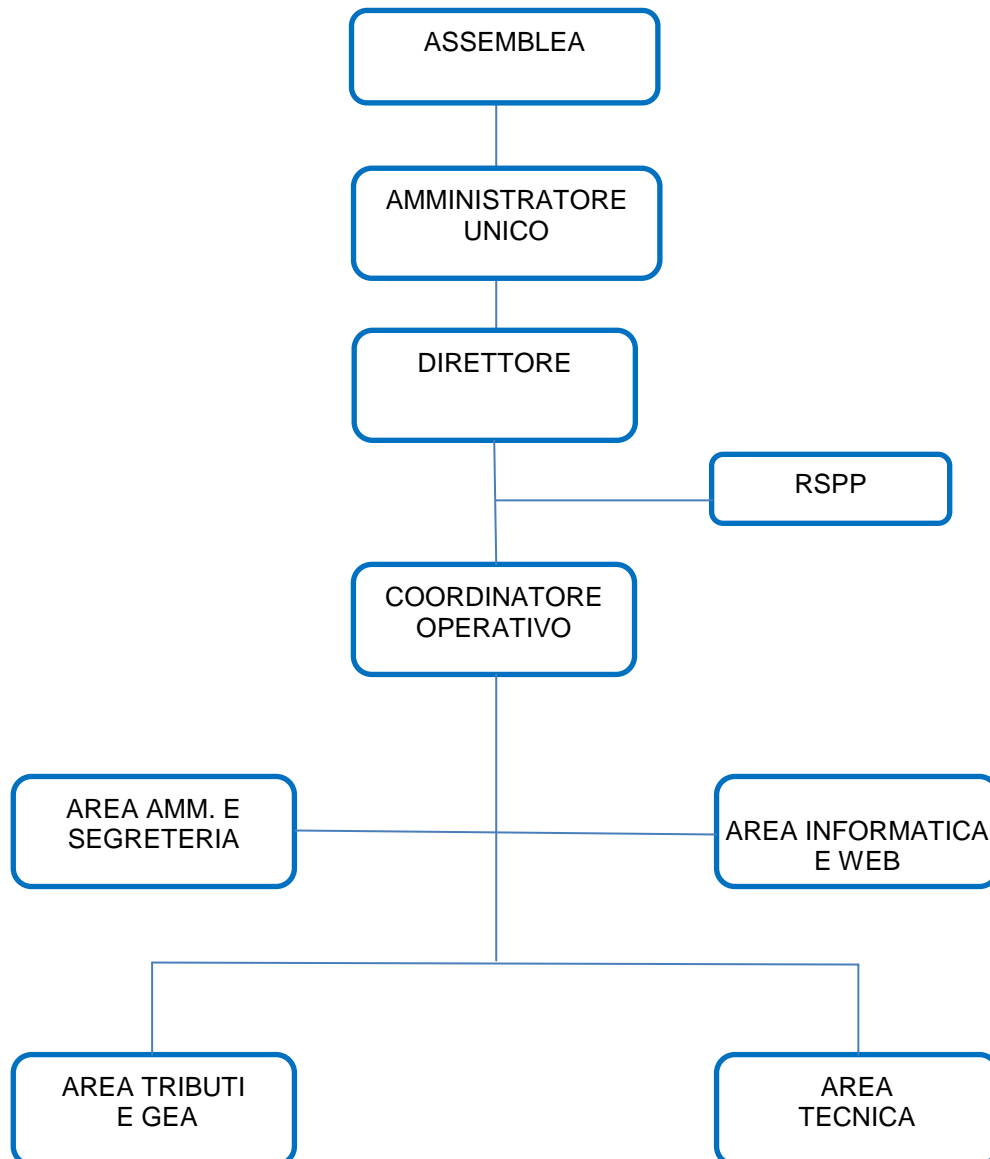 ASSEMBLEA
AMMINISTRATORE
UNICO
DIRETTORE
RSPP
COORDINATORE
OPERATIVO
AREA AMM. E
SEGRETERIA
AREA INFORMATICA
E WEB
AREA TRIBUTI
E GEA
AREA
TECNICA